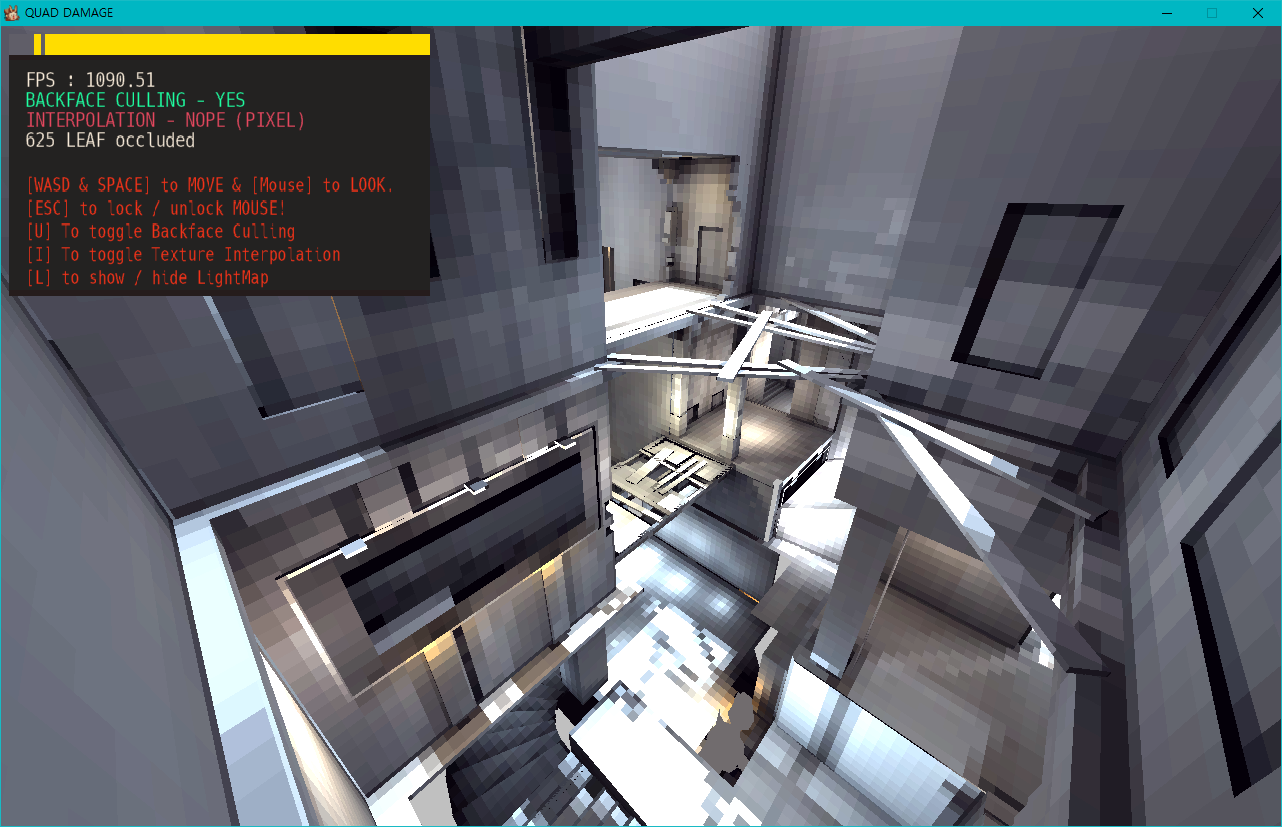 QUAD DAMAGE
FPS : 1090.51
BACKFACE CULLING - YES
INTERPOLATION - NOPE (PIXEL)
625 LEAF occluded
[WASD & SPACE] to MOVE & [Mouse] to LOOK.
[ESC] to lock / unlock MOUSE!
[U] To toggle Backface Culling
[I] To toggle Texture Interpolation
[L] to show / hide LightMap